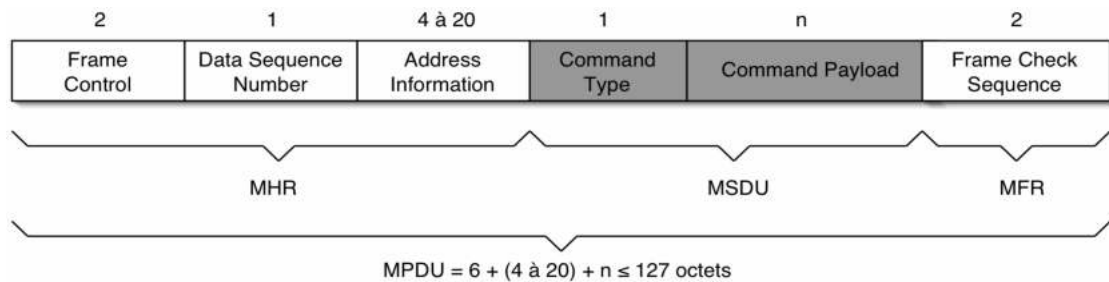 2 1 4 à 20 1 n 2
Frame Control
Data Sequence Number
Address Information
Command Type
Command Payload
Frame Check Sequence
MHR MSDU MFR
MPDU = 6 + (4 à 20) + n ≤ 127 octets